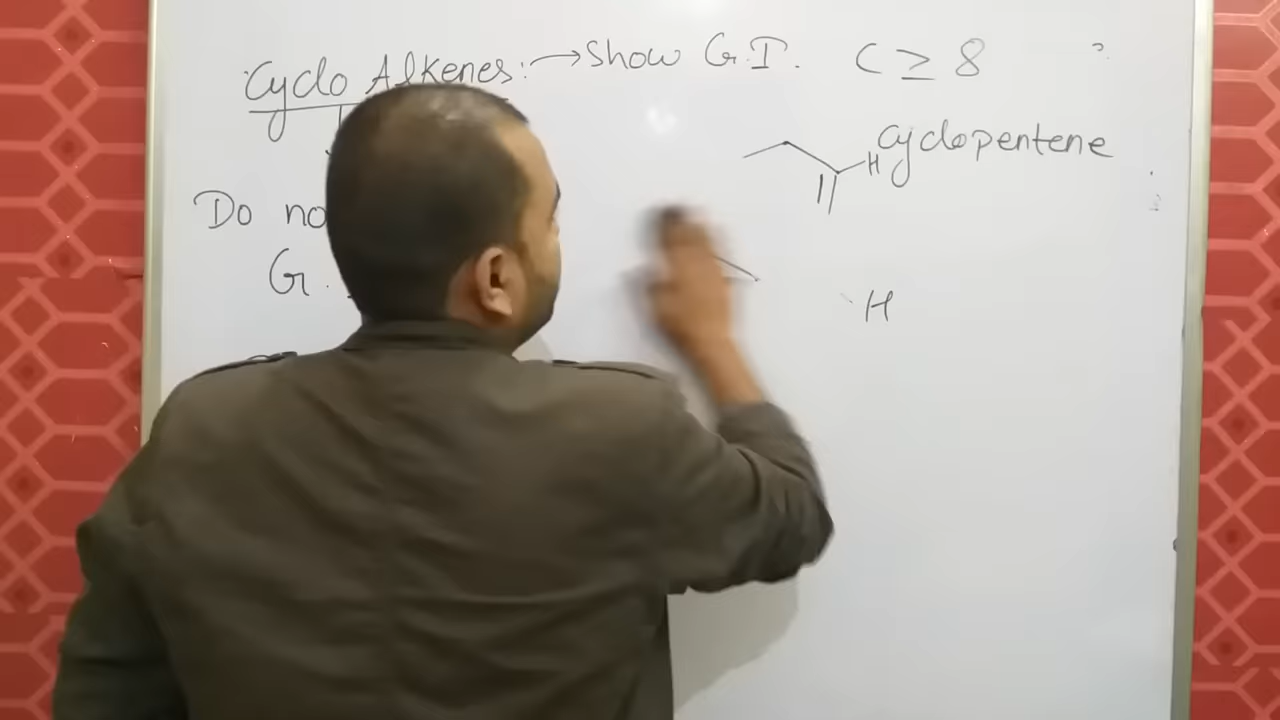 Cyclo Alkenes: → Show G.I. C ≥ 8
Cyclopentene
H
Do no
G.
H